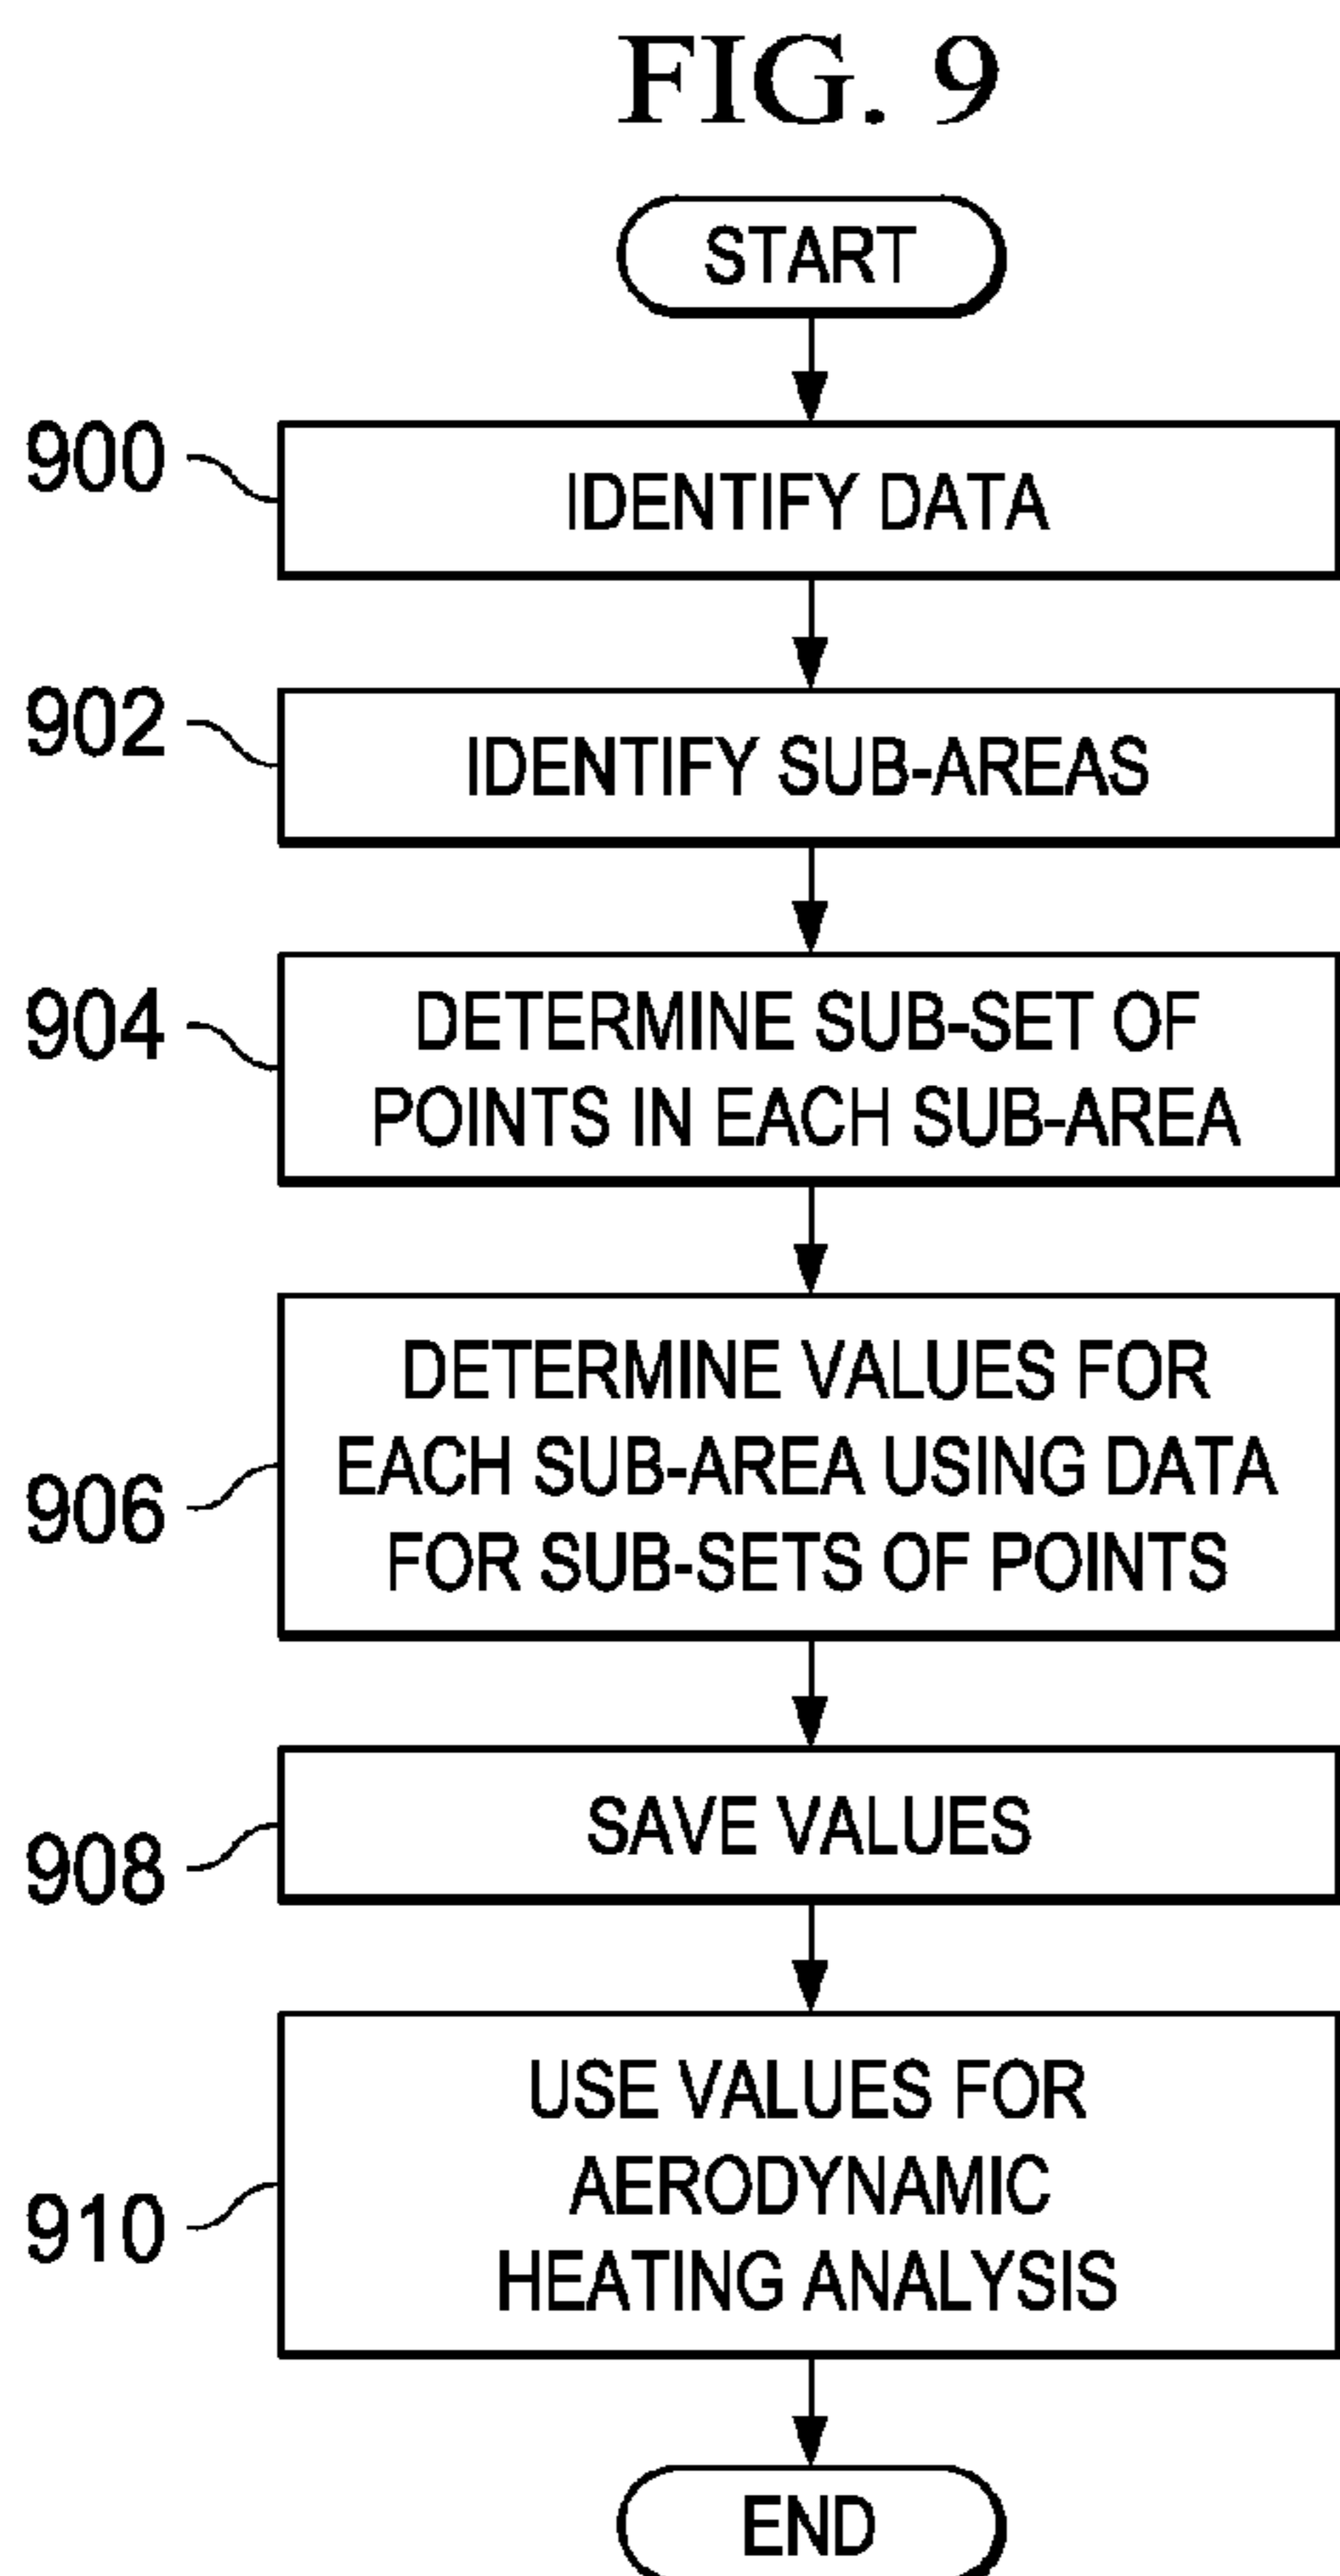 FIG. 9
START
900
IDENTIFY DATA
902
IDENTIFY SUB-AREAS
904
DETERMINE SUB-SET OF
POINTS IN EACH SUB-AREA
906
DETERMINE VALUES FOR
EACH SUB-AREA USING DATA
FOR SUB-SETS OF POINTS
908
SAVE VALUES
910
USE VALUES FOR
AERODYNAMIC
HEATING ANALYSIS
END